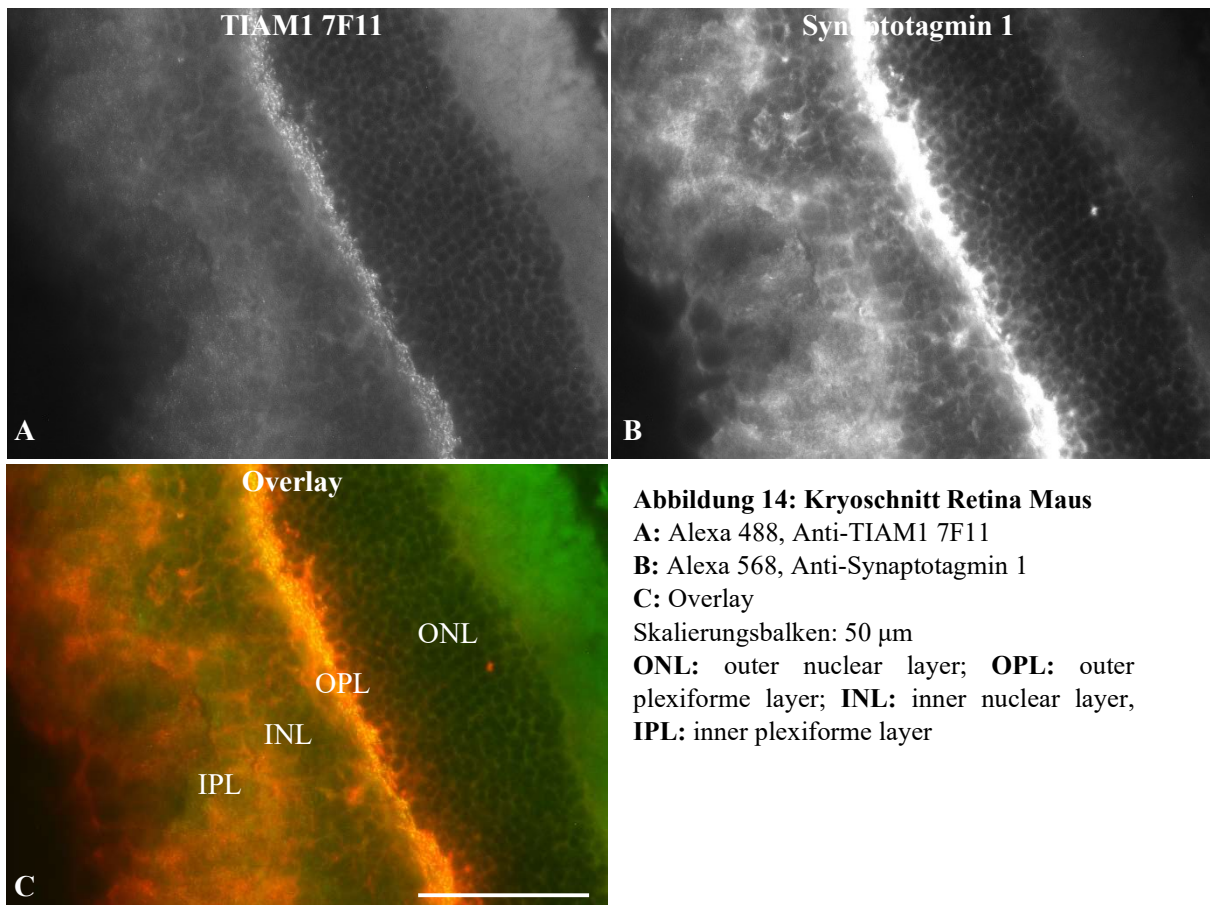 TIAM1 7F11
A
Synaptotagmin 1
B
Overlay
ONL
OPL
INL
IPL
C
Abbildung 14: Kryoschnitt Retina Maus
A: Alexa 488, Anti-TIAM1 7F11
B: Alexa 568, Anti-Synaptotagmin 1
C: Overlay
Skalierungsbalken: 50 µm
ONL: outer nuclear layer; OPL: outer
plexiforme layer; INL: inner nuclear layer,
IPL: inner plexiforme layer